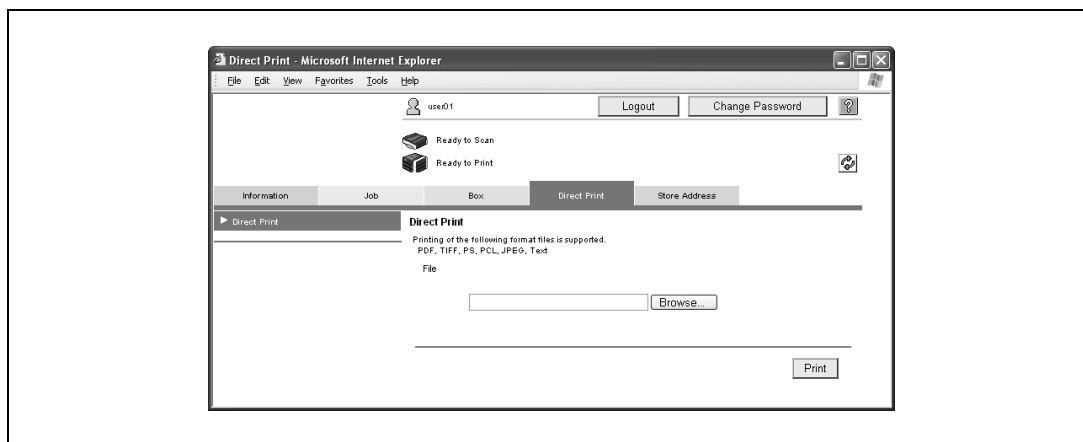 Direct Print - Microsoft Internet Explorer
File Edit View Favorites Tools Help
user01 Logout Change Password ?
Ready to Scan
Ready to Print
Information Job Box Direct Print Store Address
Direct Print
Direct Print
Printing of the following format files is supported.
PDF, TIFF, PS, PCL, JPEG, Text
File
Browse...
Print